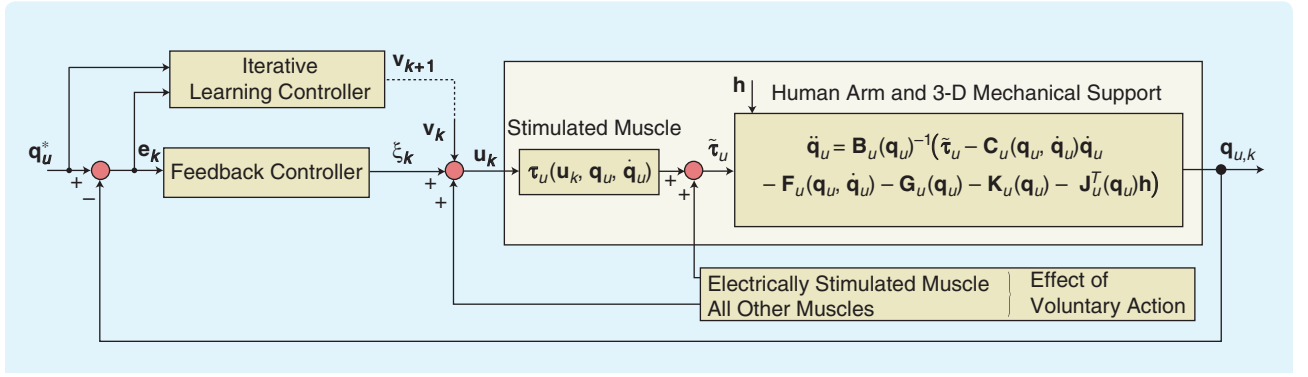 Iterative
Learning Controller
v_{k+1}
h
Human Arm and 3-D Mechanical Support
v_k
Stimulated Muscle
q_u^*
e_k
Feedback Controller
ξ_k
u_k
τ_u(u_k, q_u, q̇_u)
τ̃_u
q̈_u = B_u(q_u)^{-1}(τ̃_u − C_u(q_u, q̇_u)q̇_u
− F_u(q_u, q̇_u) − G_u(q_u) − K_u(q_u) − J_u^T(q_u)h)
q_{u,k}
+
−
+
+
+
+
Electrically Stimulated Muscle
All Other Muscles
Effect of
Voluntary Action